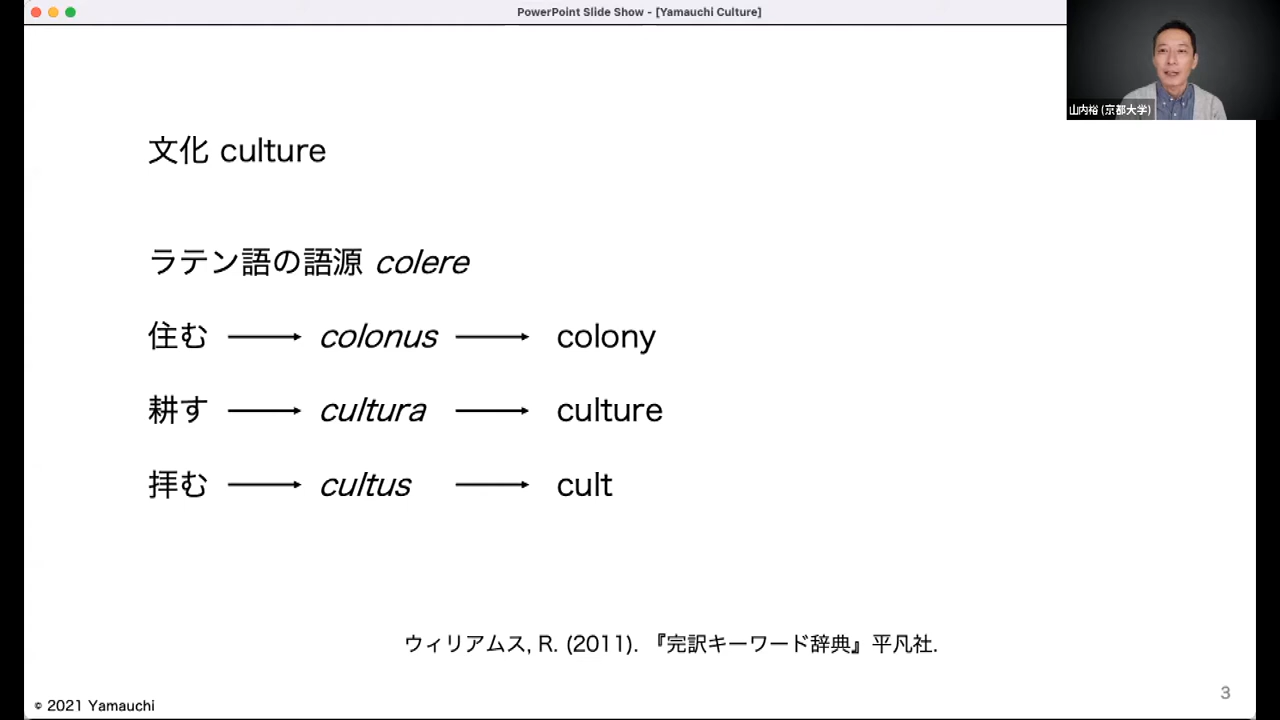 PowerPoint Slide Show - [Yamauchi Culture]
山内裕 (京都大学)
文化 culture
ラテン語の語源 colere
住む → colonus → colony
耕す → cultura → culture
拝む → cultus → cult
ウィリアムス, R. (2011). 『完訳キーワード辞典』平凡社.
3
© 2021 Yamauchi